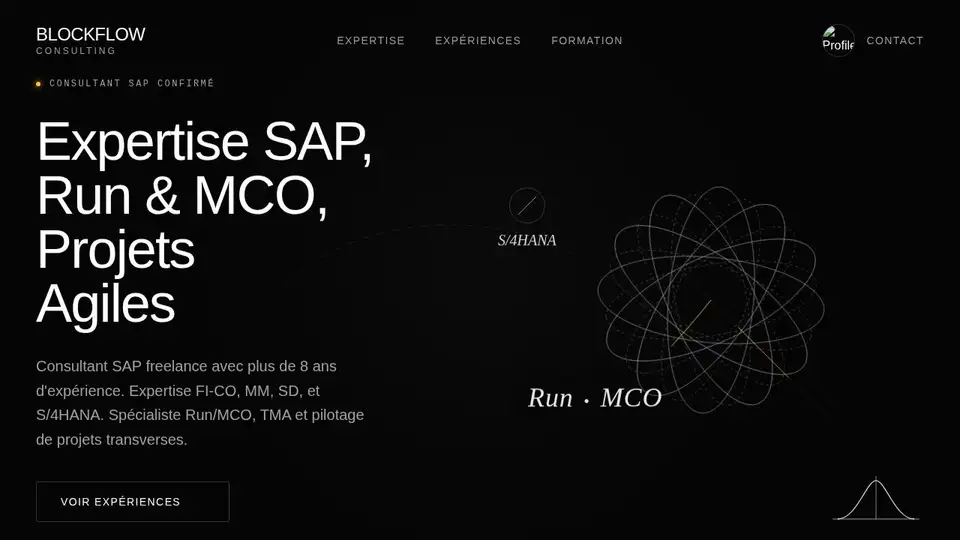 BLOCKFLOW
CONSULTING
EXPERTISE
EXPÉRIENCES
FORMATION
Profile
CONTACT
CONSULTANT SAP CONFIRMÉ
Expertise SAP,
Run & MCO,
Projets
Agiles
S/4HANA
Run · MCO
Consultant SAP freelance avec plus de 8 ans
d'expérience. Expertise FI-CO, MM, SD, et
S/4HANA. Spécialiste Run/MCO, TMA et pilotage
de projets transverses.
VOIR EXPÉRIENCES